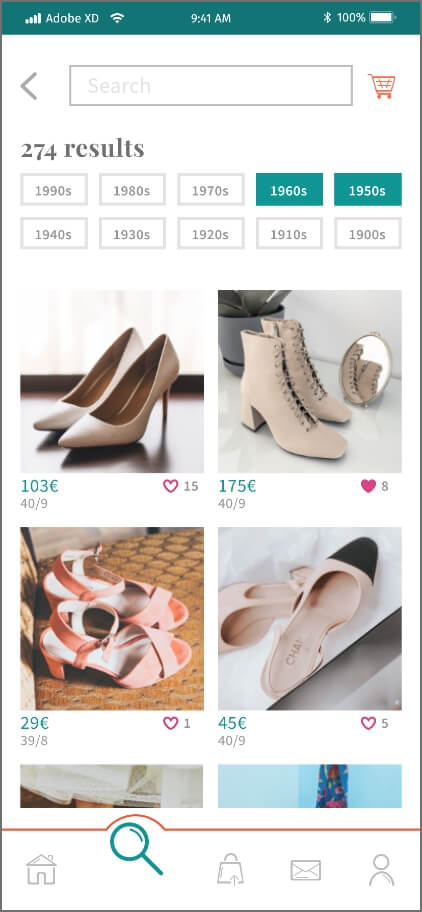 Adobe XD 9:41 AM 100%
Search
274 results
1990s 1980s 1970s 1960s 1950s
1940s 1930s 1920s 1910s 1900s
103€ 15 175€ 8
40/9 40/9
CHA
29€ 1 45€ 5
39/8 40/9